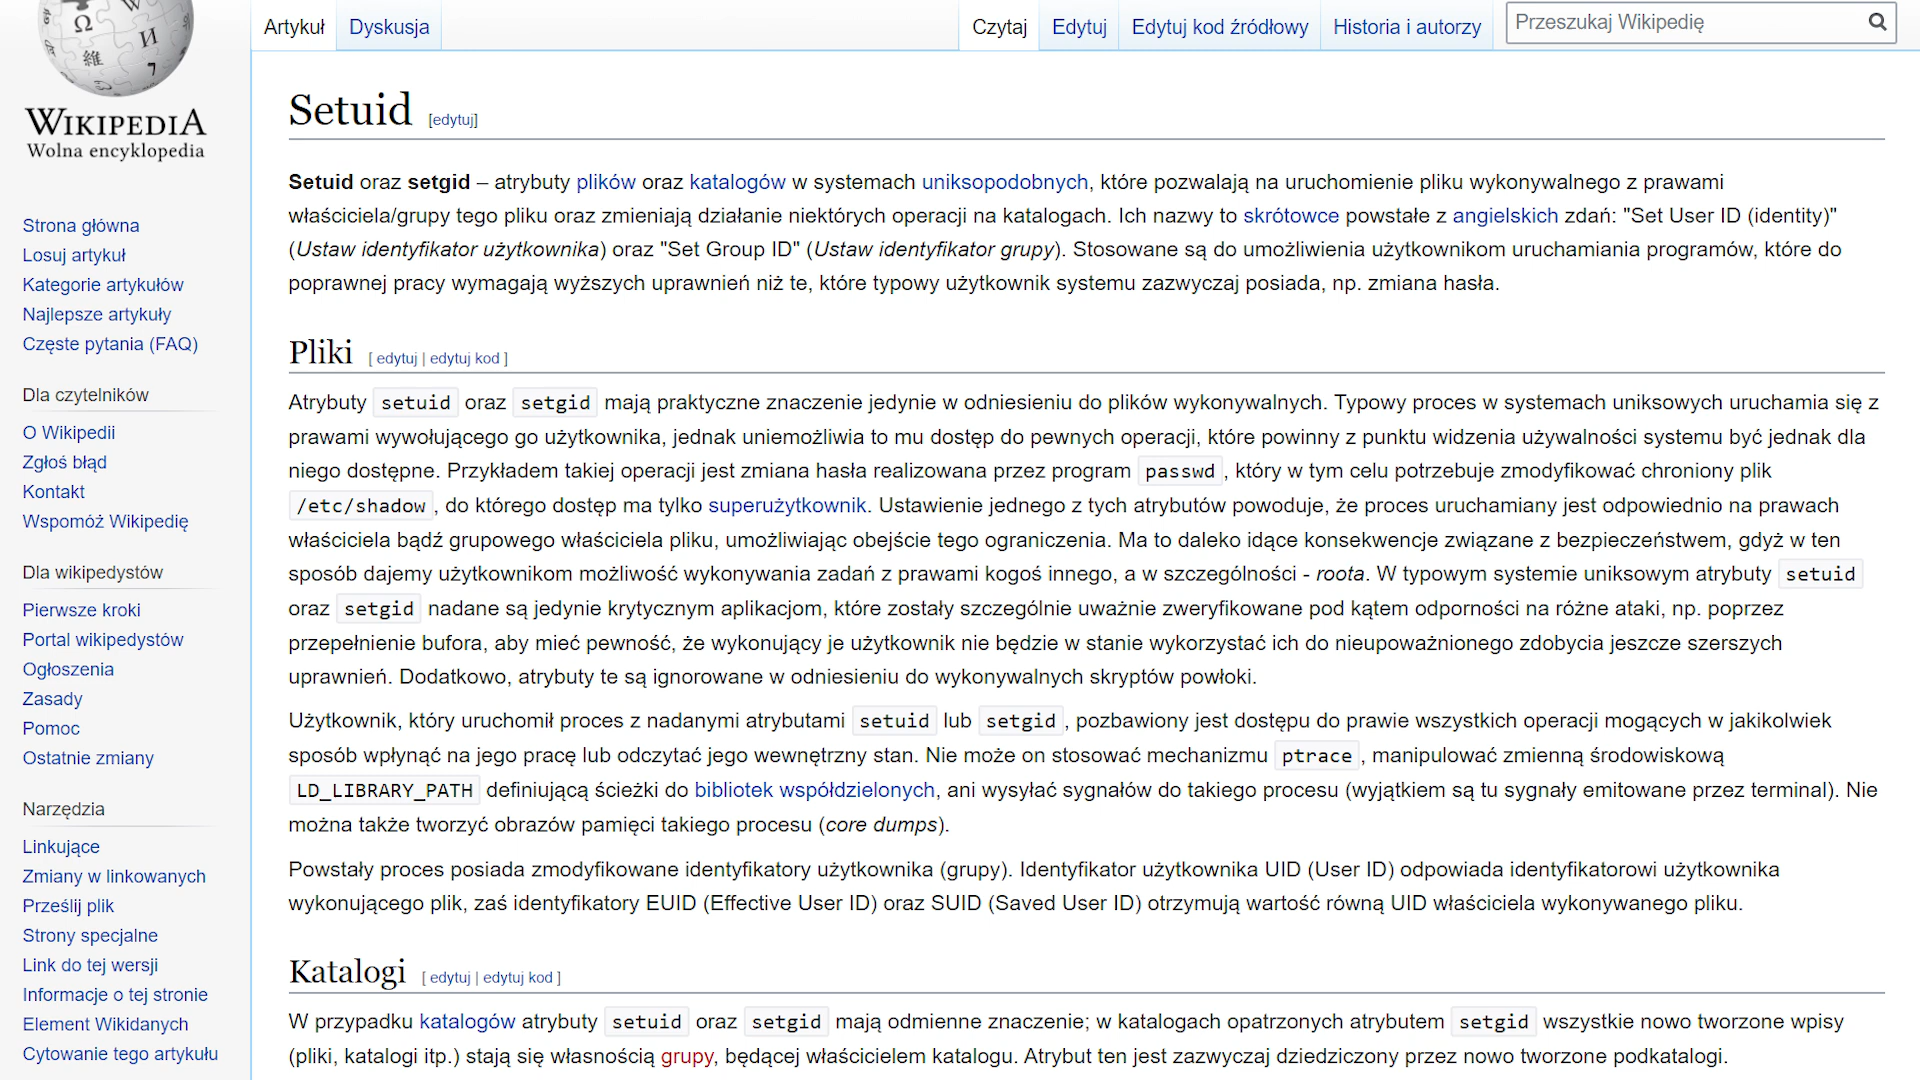 Artykuł Dyskusja Czytaj Edytuj Edytuj kod źródłowy Historia i autorzy Przeszukaj Wikipedię
Ω W И 維 7
WIKIPEDIA
Wolna encyklopedia
Strona główna
Losuj artykuł
Kategorie artykułów
Najlepsze artykuły
Częste pytania (FAQ)
Dla czytelników
O Wikipedii
Zgłoś błąd
Kontakt
Wspomóż Wikipedię
Dla wikipedystów
Pierwsze kroki
Portal wikipedystów
Ogłoszenia
Zasady
Pomoc
Ostatnie zmiany
Narzędzia
Linkujące
Zmiany w linkowanych
Prześlij plik
Strony specjalne
Link do tej wersji
Informacje o tej stronie
Element Wikidanych
Cytowanie tego artykułu
Setuid [edytuj]
Setuid oraz setgid – atrybuty plików oraz katalogów w systemach uniksopodobnych, które pozwalają na uruchomienie pliku wykonywalnego z prawami
właściciela/grupy tego pliku oraz zmieniają działanie niektórych operacji na katalogach. Ich nazwy to skrótowce powstałe z angielskich zdań: "Set User ID (identity)"
(Ustaw identyfikator użytkownika) oraz "Set Group ID" (Ustaw identyfikator grupy). Stosowane są do umożliwienia użytkownikom uruchamiania programów, które do
poprawnej pracy wymagają wyższych uprawnień niż te, które typowy użytkownik systemu zazwyczaj posiada, np. zmiana hasła.
Pliki [ edytuj | edytuj kod ]
Atrybuty setuid oraz setgid mają praktyczne znaczenie jedynie w odniesieniu do plików wykonywalnych. Typowy proces w systemach uniksowych uruchamia się z
prawami wywołującego go użytkownika, jednak uniemożliwia to mu dostęp do pewnych operacji, które powinny z punktu widzenia używalności systemu być jednak dla
niego dostępne. Przykładem takiej operacji jest zmiana hasła realizowana przez program passwd, który w tym celu potrzebuje zmodyfikować chroniony plik
/etc/shadow, do którego dostęp ma tylko superużytkownik. Ustawienie jednego z tych atrybutów powoduje, że proces uruchamiany jest odpowiednio na prawach
właściciela bądź grupowego właściciela pliku, umożliwiając obejście tego ograniczenia. Ma to daleko idące konsekwencje związane z bezpieczeństwem, gdyż w ten
sposób dajemy użytkownikom możliwość wykonywania zadań z prawami kogoś innego, a w szczególności - roota. W typowym systemie uniksowym atrybuty setuid
oraz setgid nadane są jedynie krytycznym aplikacjom, które zostały szczególnie uważnie zweryfikowane pod kątem odporności na różne ataki, np. poprzez
przepełnienie bufora, aby mieć pewność, że wykonujący je użytkownik nie będzie w stanie wykorzystać ich do nieupoważnionego zdobycia jeszcze szerszych
uprawnień. Dodatkowo, atrybuty te są ignorowane w odniesieniu do wykonywalnych skryptów powłoki.
Użytkownik, który uruchomił proces z nadanymi atrybutami setuid lub setgid, pozbawiony jest dostępu do prawie wszystkich operacji mogących w jakikolwiek
sposób wpłynąć na jego pracę lub odczytać jego wewnętrzny stan. Nie może on stosować mechanizmu ptrace, manipulować zmienną środowiskową
LD_LIBRARY_PATH definiującą ścieżki do bibliotek współdzielonych, ani wysyłać sygnałów do takiego procesu (wyjątkiem są tu sygnały emitowane przez terminal). Nie
można także tworzyć obrazów pamięci takiego procesu (core dumps).
Powstały proces posiada zmodyfikowane identyfikatory użytkownika (grupy). Identyfikator użytkownika UID (User ID) odpowiada identyfikatorowi użytkownika
wykonującego plik, zaś identyfikatory EUID (Effective User ID) oraz SUID (Saved User ID) otrzymują wartość równą UID właściciela wykonywanego pliku.
Katalogi [ edytuj | edytuj kod ]
W przypadku katalogów atrybuty setuid oraz setgid mają odmienne znaczenie; w katalogach opatrzonych atrybutem setgid wszystkie nowo tworzone wpisy
(pliki, katalogi itp.) stają się własnością grupy, będącej właścicielem katalogu. Atrybut ten jest zazwyczaj dziedziczony przez nowo tworzone podkatalogi.